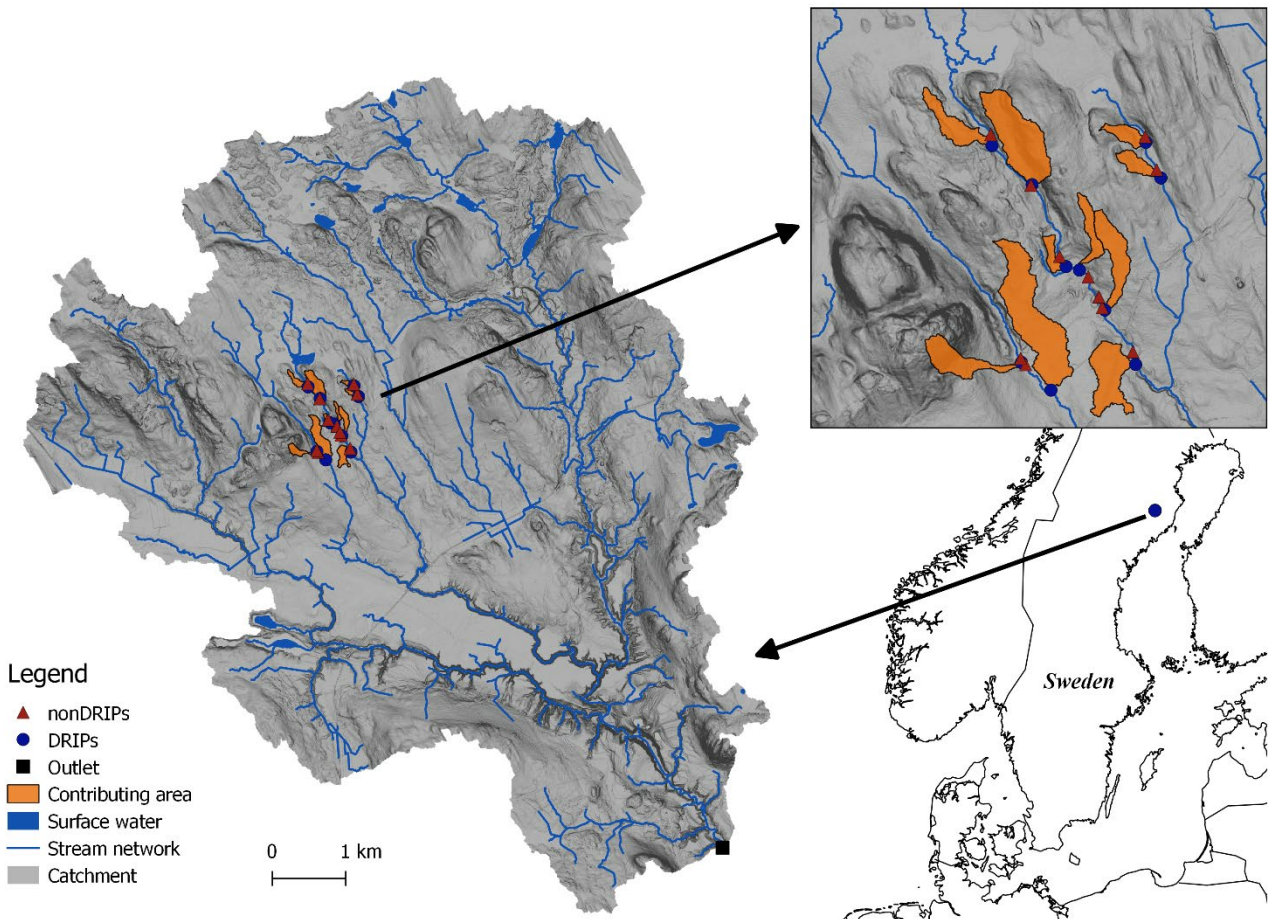 Legend
nonDRIPs
DRIPs
Outlet
Contributing area
Surface water
Stream network
Catchment
0 1 km
Sweden